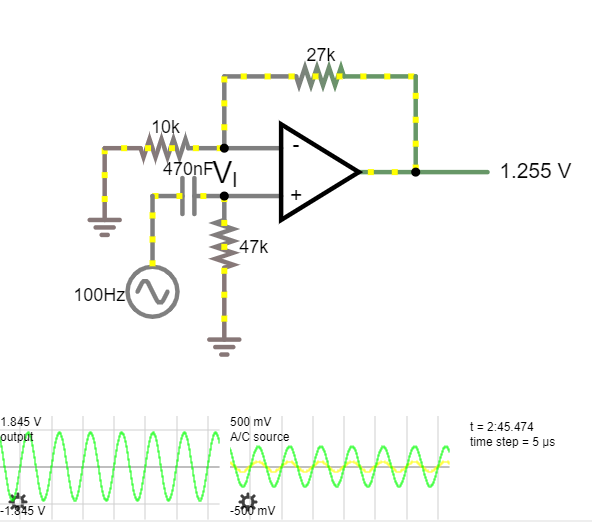 27k
10k
470nF
V_I
-
+
1.255 V
47k
100Hz
1.845 V
output
-1.845 V
500 mV
A/C source
-500 mV
t = 2:45.474
time step = 5 µs